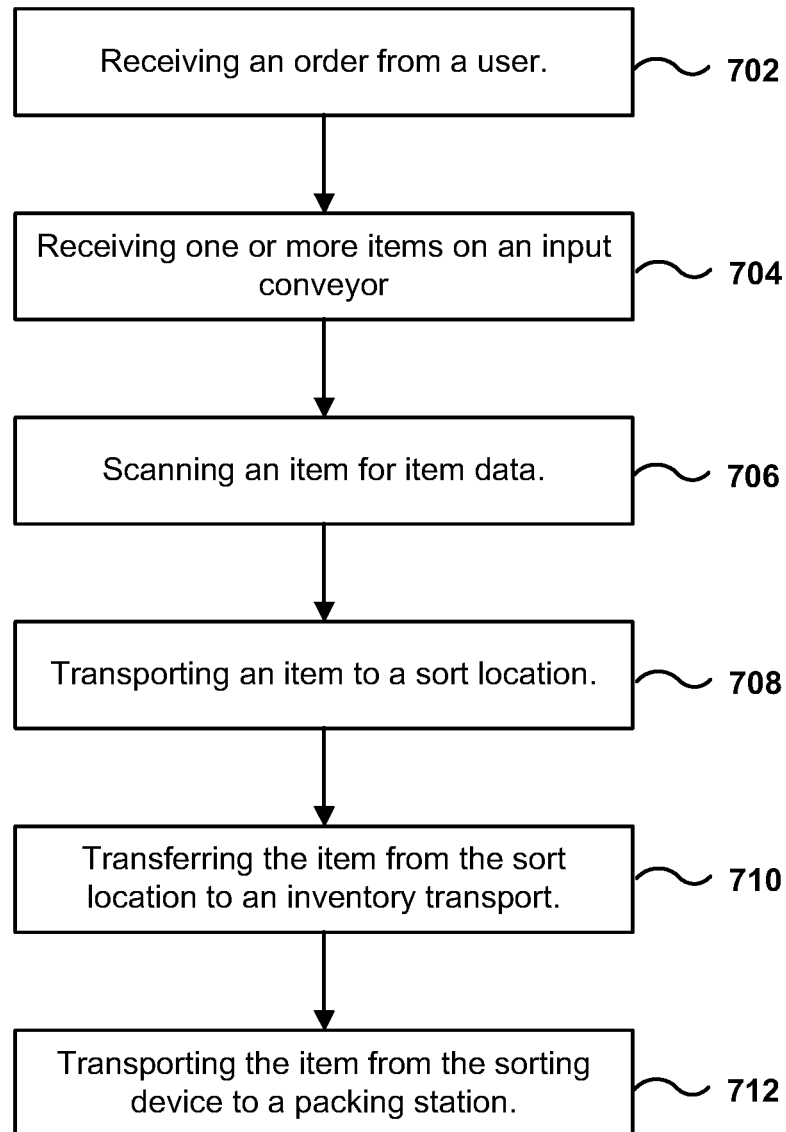 Receiving an order from a user.
702
Receiving one or more items on an input
conveyor
704
Scanning an item for item data.
706
Transporting an item to a sort location.
708
Transferring the item from the sort
location to an inventory transport.
710
Transporting the item from the sorting
device to a packing station.
712